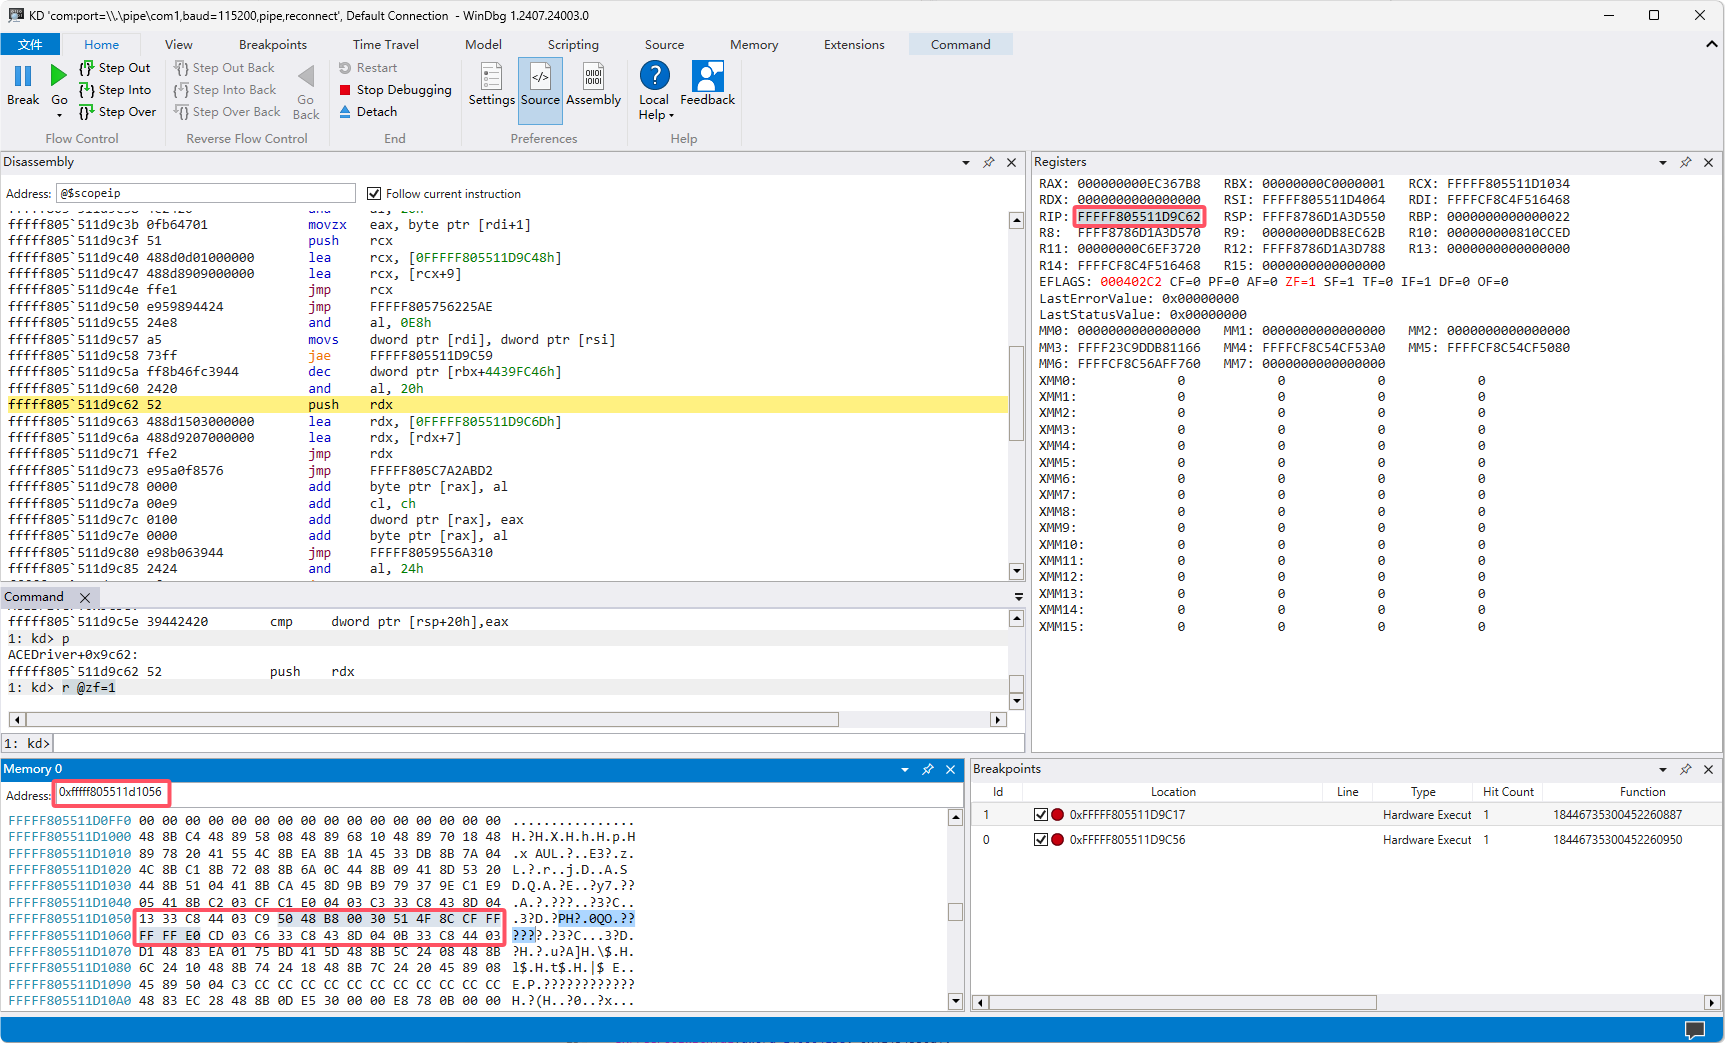 KD 'com:port=\\.\pipe\com1,baud=115200,pipe,reconnect', Default Connection  - WinDbg 1.2407.24003.0
文件 Home View Breakpoints Time Travel Model Scripting Source Memory Extensions Command
Break Go Step Out Step Into Step Over
Flow Control
Step Out Back Step Into Back Step Over Back Go Back
Reverse Flow Control
Restart Stop Debugging Detach
End
Settings Source Assembly
Preferences
Local Help Feedback
Help
Disassembly
Address: @$scopeip Follow current instruction
fffff805`511d9c3b 0fb64701 movzx eax, byte ptr [rdi+1]
fffff805`511d9c3f 51 push rcx
fffff805`511d9c40 488d0d01000000 lea rcx, [0FFFFF805511D9C48h]
fffff805`511d9c47 488d8909000000 lea rcx, [rcx+9]
fffff805`511d9c4e ffe1 jmp rcx
fffff805`511d9c50 e959894424 jmp FFFFF805756225AE
fffff805`511d9c55 24e8 and al, 0E8h
fffff805`511d9c57 a5 movs dword ptr [rdi], dword ptr [rsi]
fffff805`511d9c58 73ff jae FFFFF805511D9C59
fffff805`511d9c5a ff8b46fc3944 dec dword ptr [rbx+4439FC46h]
fffff805`511d9c60 2420 and al, 20h
fffff805`511d9c62 52 push rdx
fffff805`511d9c63 488d1503000000 lea rdx, [0FFFFF805511D9C6Dh]
fffff805`511d9c6a 488d9207000000 lea rdx, [rdx+7]
fffff805`511d9c71 ffe2 jmp rdx
fffff805`511d9c73 e95a0f8576 jmp FFFFF805C7A2ABD2
fffff805`511d9c78 0000 add byte ptr [rax], al
fffff805`511d9c7a 00e9 add cl, ch
fffff805`511d9c7c 0100 add dword ptr [rax], eax
fffff805`511d9c7e 0000 add byte ptr [rax], al
fffff805`511d9c80 e98b063944 jmp FFFFF8059556A310
fffff805`511d9c85 2424 and al, 24h
Command
fffff805`511d9c5e 39442420 cmp dword ptr [rsp+20h],eax
1: kd> p
ACEDriver+0x9c62:
fffff805`511d9c62 52 push rdx
1: kd> r @zf=1
1: kd>
Registers
RAX: 000000000EC367B8 RBX: 00000000C0000001 RCX: FFFFF805511D1034
RDX: 0000000000000000 RSI: FFFFF805511D4064 RDI: FFFFCF8C4F516468
RIP: FFFFF805511D9C62 RSP: FFFF8786D1A3D550 RBP: 0000000000000022
R8: FFFF8786D1A3D570 R9: 00000000DB8EC62B R10: 000000000810CCED
R11: 00000000C6EF3720 R12: FFFF8786D1A3D788 R13: 0000000000000000
R14: FFFFCF8C4F516468 R15: 0000000000000000
EFLAGS: 000402C2 CF=0 PF=0 AF=0 ZF=1 SF=1 TF=0 IF=1 DF=0 OF=0
LastErrorValue: 0x00000000
LastStatusValue: 0x00000000
MM0: 0000000000000000 MM1: 0000000000000000 MM2: 0000000000000000
MM3: FFFF23C9DDB81166 MM4: FFFFCF8C54CF53A0 MM5: FFFFCF8C54CF5080
MM6: FFFFCF8C56AFF760 MM7: 0000000000000000
XMM0: 0 0 0 0
XMM1: 0 0 0 0
XMM2: 0 0 0 0
XMM3: 0 0 0 0
XMM4: 0 0 0 0
XMM5: 0 0 0 0
XMM6: 0 0 0 0
XMM7: 0 0 0 0
XMM8: 0 0 0 0
XMM9: 0 0 0 0
XMM10: 0 0 0 0
XMM11: 0 0 0 0
XMM12: 0 0 0 0
XMM13: 0 0 0 0
XMM14: 0 0 0 0
XMM15: 0 0 0 0
Memory 0
Address: 0xfffff805511d1056
FFFFF805511D0FF0 00 00 00 00 00 00 00 00 00 00 00 00 00 00 00 00 ................
FFFFF805511D1000 48 8B C4 48 89 58 08 48 89 68 10 48 89 70 18 48 H.?H.X.H.h.H.p.H
FFFFF805511D1010 89 78 20 41 55 4C 8B EA 8B 1A 45 33 DB 8B 7A 04 .x AUL.?..E3?.z.
FFFFF805511D1020 4C 8B C1 8B 72 08 8B 6A 0C 44 8B 09 41 8D 53 20 L.?.r..j.D..A.S
FFFFF805511D1030 44 8B 51 04 41 8B CA 45 8D 9B B9 79 37 9E C1 E9 D.Q.A.?E..?y7.??
FFFFF805511D1040 05 41 8B C2 03 CF C1 E0 04 03 C3 33 C8 43 8D 04 .A.?.???..?3?C..
FFFFF805511D1050 13 33 C8 44 03 C9 50 48 B8 00 30 51 4F 8C CF FF .3?D.?PH?.0QO.??
FFFFF805511D1060 FF FF E0 CD 03 C6 33 C8 43 8D 04 0B 33 C8 44 03 ????.?3?C...3?D.
FFFFF805511D1070 D1 48 83 EA 01 75 BD 41 5D 48 8B 5C 24 08 48 8B ?H.?.u?A]H.\$.H.
FFFFF805511D1080 6C 24 10 48 8B 74 24 18 48 8B 7C 24 20 45 89 08 l$.H.t$.H.|$ E..
FFFFF805511D1090 45 89 50 04 C3 CC CC CC CC CC CC CC CC CC CC CC E.P.????????????
FFFFF805511D10A0 48 83 EC 28 48 8B 0D E5 30 00 00 E8 78 0B 00 00 H.?(H..?0..?x...
Breakpoints
Id Location Line Type Hit Count Function
1 0xFFFFF805511D9C17 Hardware Execut 1 18446735300452260887
0 0xFFFFF805511D9C56 Hardware Execut 1 18446735300452260950